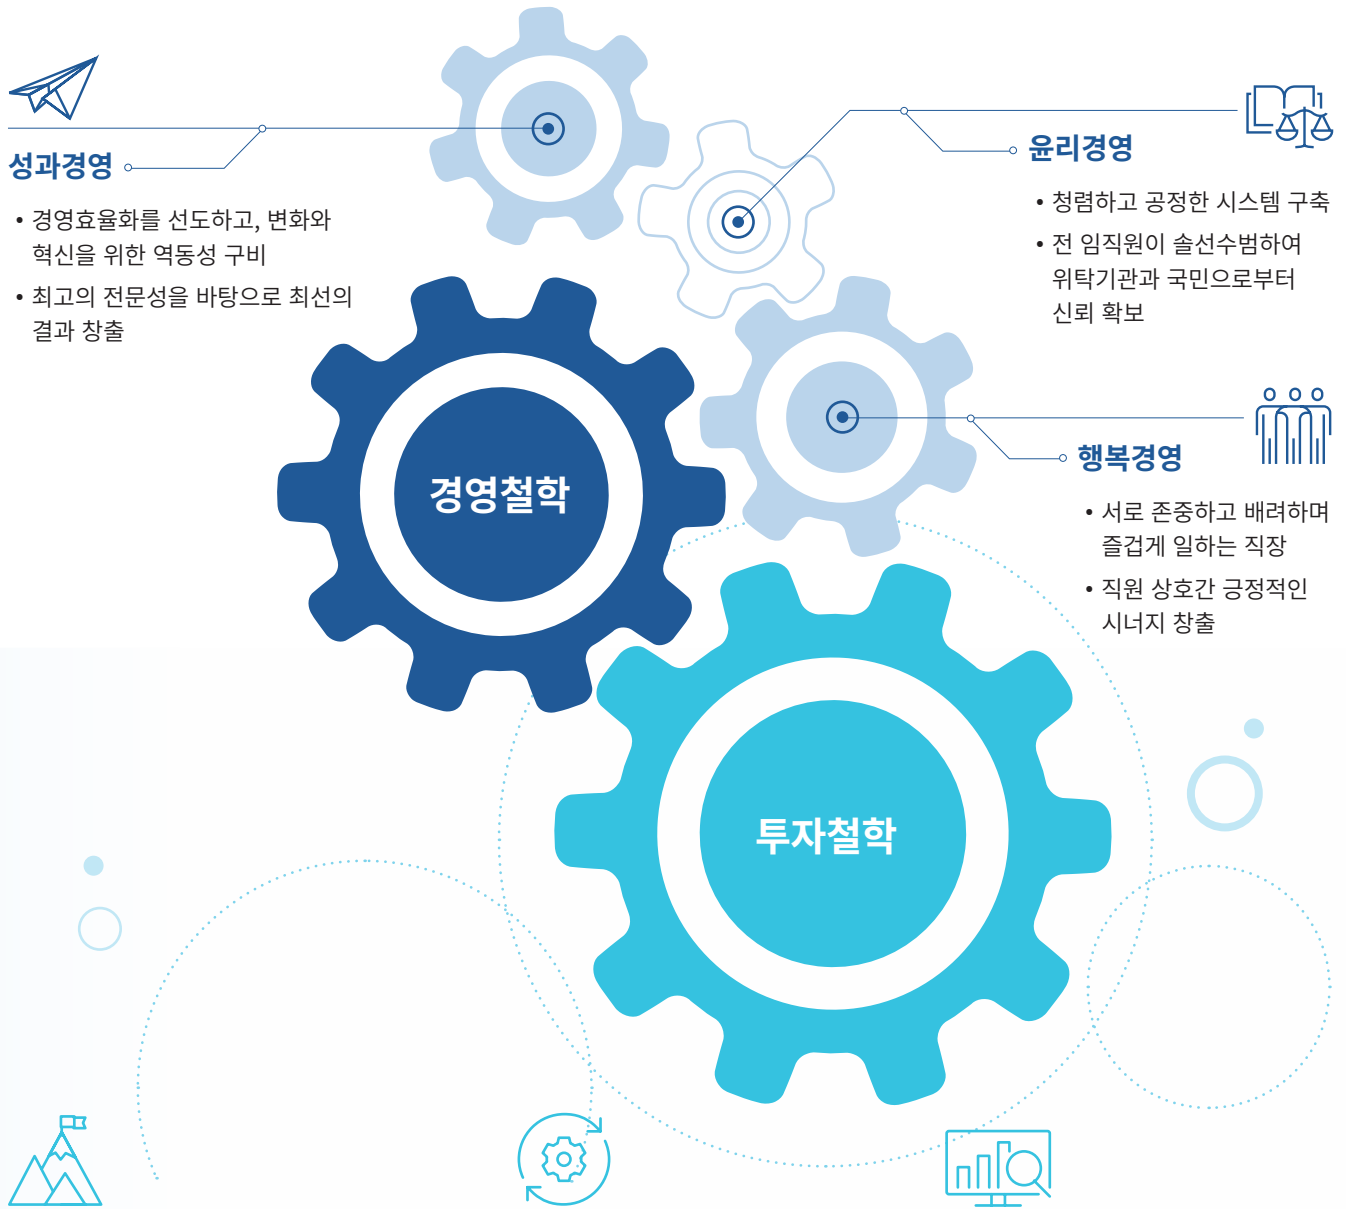 성과경영
• 경영효율화를 선도하고, 변화와
혁신을 위한 역동성 구비
• 최고의 전문성을 바탕으로 최선의
결과 창출
윤리경영
• 청렴하고 공정한 시스템 구축
• 전 임직원이 솔선수범하여
위탁기관과 국민으로부터
신뢰 확보
행복경영
• 서로 존중하고 배려하며
즐겁게 일하는 직장
• 직원 상호간 긍정적인
시너지 창출
경영철학
투자철학